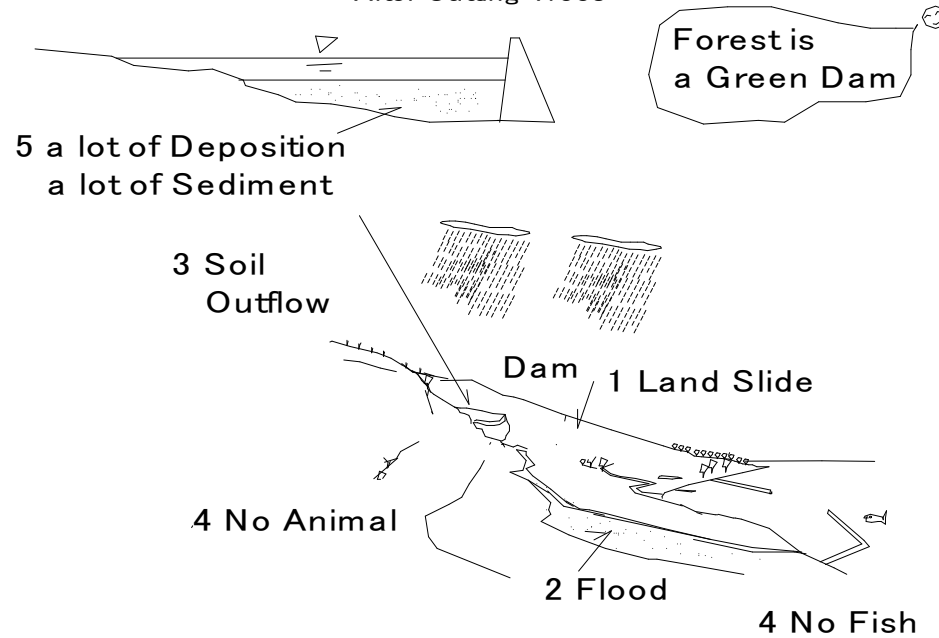 Forest is
a Green Dam
5 a lot of Deposition
a lot of Sediment
3 Soil
Outflow
Dam
1 Land Slide
4 No Animal
2 Flood
4 No Fish